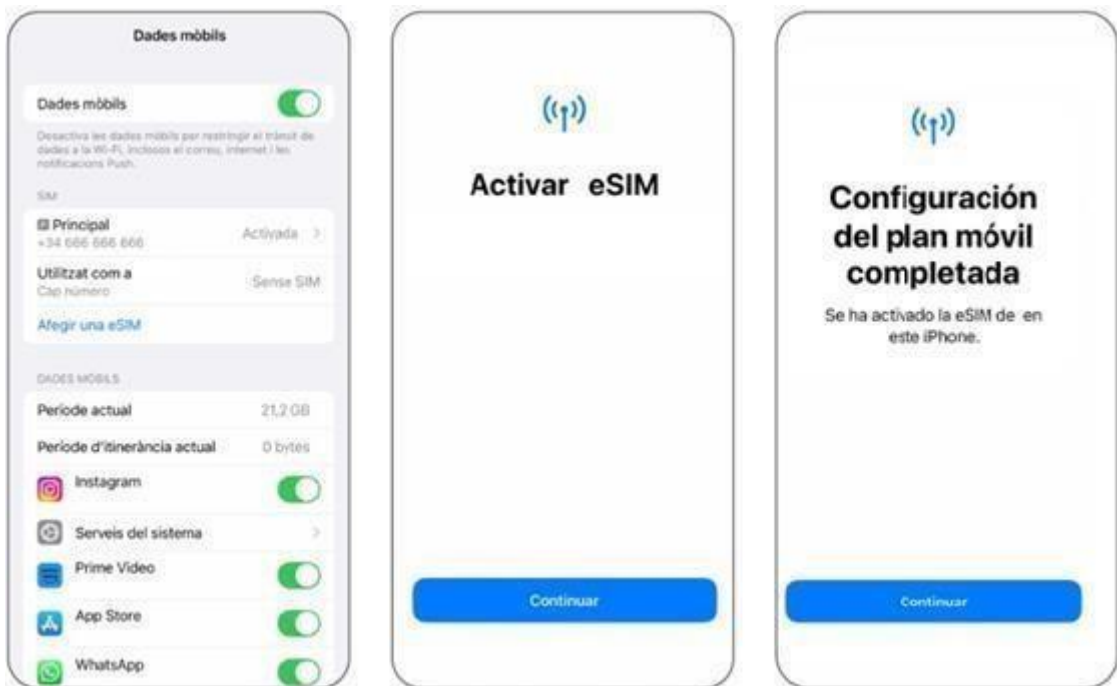 Dades mòbils
Dades mòbils
Desactiva les dades mòbils per restringir el trànsit de
dades a la Wi-Fi, inclosos el correu, internet i les
notificacions Push.
SIM
Principal
+34 666 666 666
Activada
Utilitzat com a
Cap número
Sense SIM
Afegir una eSIM
DADES MÒBILS
Període actual 21,2 GB
Període d'itinerància actual 0 bytes
Instagram
Serveis del sistema
Prime Video
App Store
WhatsApp
Activar eSIM
Continuar
Configuración
del plan móvil
completada
Se ha activado la eSIM de en
este iPhone.
Continuar